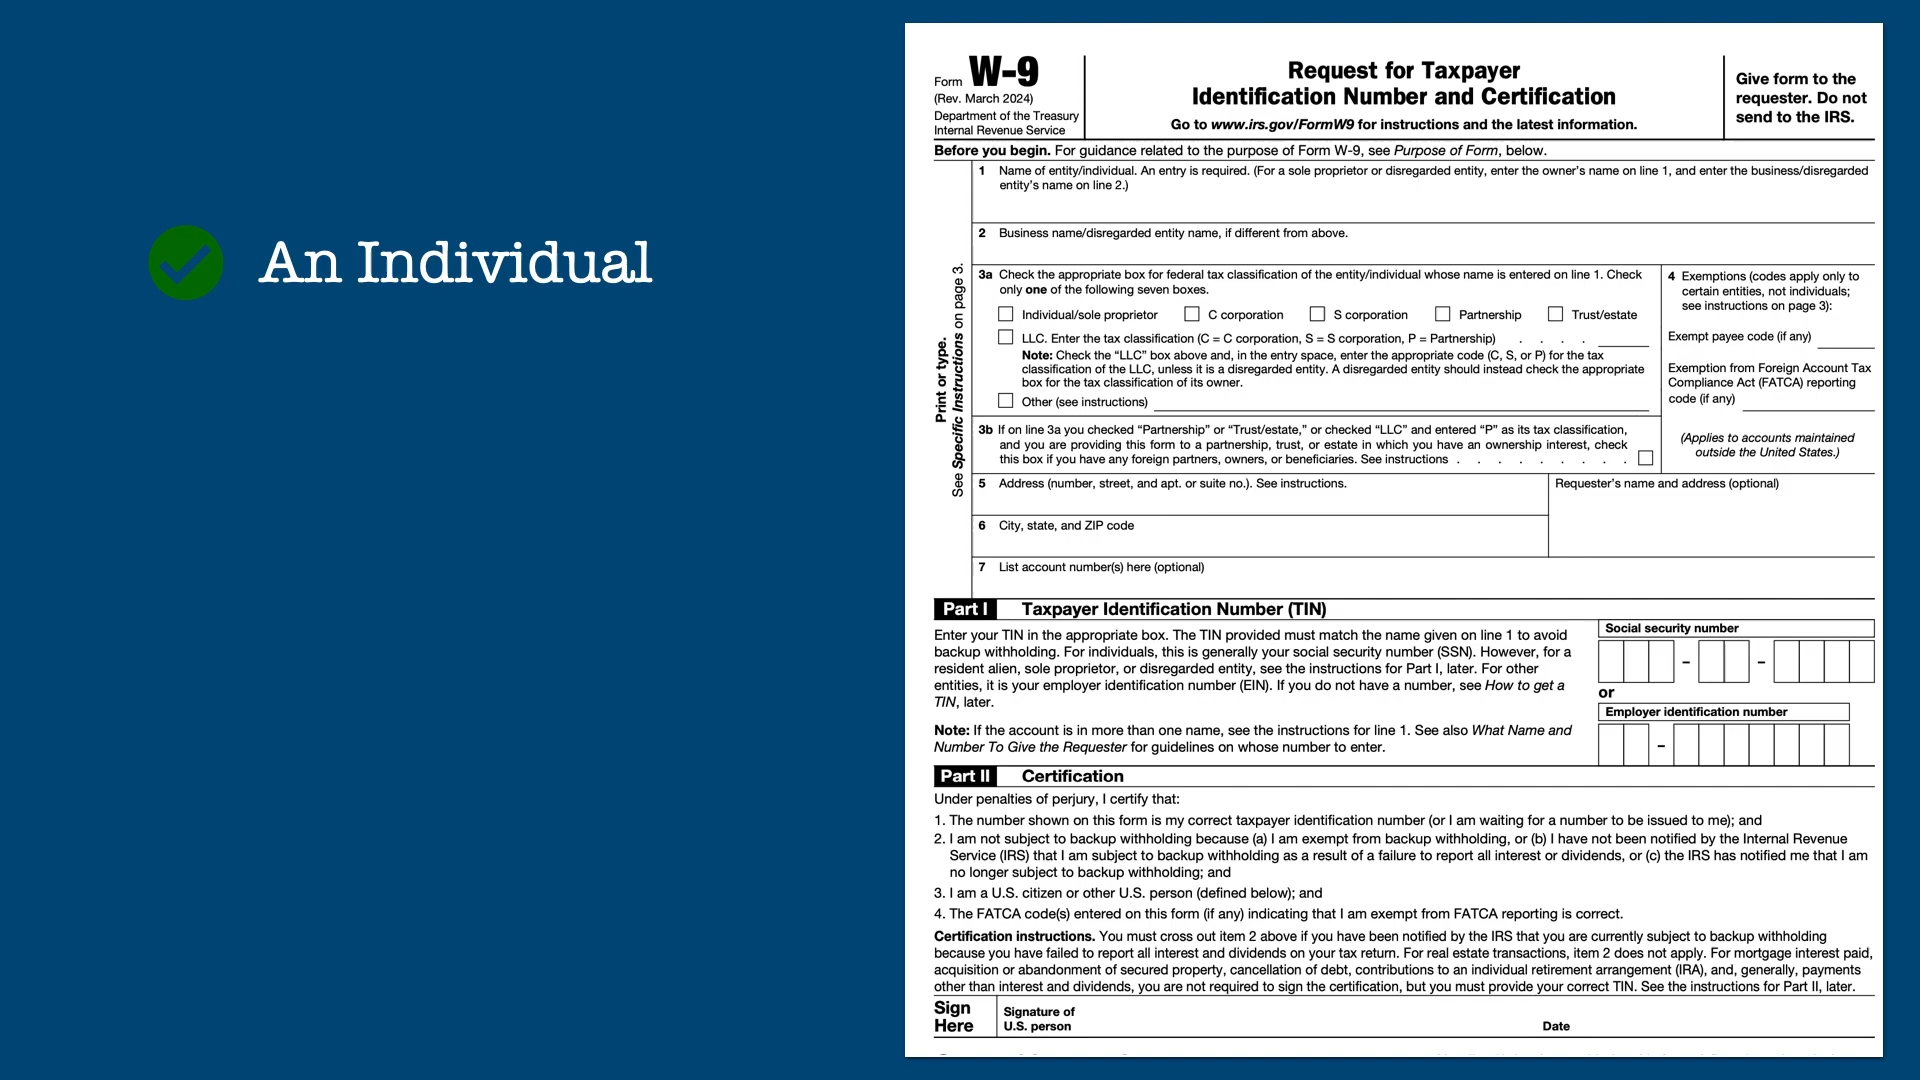 An Individual
Form W-9
(Rev. March 2024)
Department of the Treasury
Internal Revenue Service
Request for Taxpayer
Identification Number and Certification
Go to www.irs.gov/FormW9 for instructions and the latest information.
Give form to the
requester. Do not
send to the IRS.
Before you begin. For guidance related to the purpose of Form W-9, see Purpose of Form, below.
Print or type.
See Specific Instructions on page 3.
1 Name of entity/individual. An entry is required. (For a sole proprietor or disregarded entity, enter the owner’s name on line 1, and enter the business/disregarded
entity’s name on line 2.)
2 Business name/disregarded entity name, if different from above.
3a Check the appropriate box for federal tax classification of the entity/individual whose name is entered on line 1. Check
only one of the following seven boxes.
Individual/sole proprietor C corporation S corporation Partnership Trust/estate
LLC. Enter the tax classification (C = C corporation, S = S corporation, P = Partnership) . . . .
Note: Check the “LLC” box above and, in the entry space, enter the appropriate code (C, S, or P) for the tax
classification of the LLC, unless it is a disregarded entity. A disregarded entity should instead check the appropriate
box for the tax classification of its owner.
Other (see instructions)
4 Exemptions (codes apply only to
certain entities, not individuals;
see instructions on page 3):
Exempt payee code (if any)
Exemption from Foreign Account Tax
Compliance Act (FATCA) reporting
code (if any)
3b If on line 3a you checked “Partnership” or “Trust/estate,” or checked “LLC” and entered “P” as its tax classification,
and you are providing this form to a partnership, trust, or estate in which you have an ownership interest, check
this box if you have any foreign partners, owners, or beneficiaries. See instructions . . . . . . . . .
(Applies to accounts maintained
outside the United States.)
5 Address (number, street, and apt. or suite no.). See instructions.
Requester’s name and address (optional)
6 City, state, and ZIP code
7 List account number(s) here (optional)
Part I Taxpayer Identification Number (TIN)
Enter your TIN in the appropriate box. The TIN provided must match the name given on line 1 to avoid
backup withholding. For individuals, this is generally your social security number (SSN). However, for a
resident alien, sole proprietor, or disregarded entity, see the instructions for Part I, later. For other
entities, it is your employer identification number (EIN). If you do not have a number, see How to get a
TIN, later.
Note: If the account is in more than one name, see the instructions for line 1. See also What Name and
Number To Give the Requester for guidelines on whose number to enter.
Social security number
– –
or
Employer identification number
–
Part II Certification
Under penalties of perjury, I certify that:
1. The number shown on this form is my correct taxpayer identification number (or I am waiting for a number to be issued to me); and
2. I am not subject to backup withholding because (a) I am exempt from backup withholding, or (b) I have not been notified by the Internal Revenue
Service (IRS) that I am subject to backup withholding as a result of a failure to report all interest or dividends, or (c) the IRS has notified me that I am
no longer subject to backup withholding; and
3. I am a U.S. citizen or other U.S. person (defined below); and
4. The FATCA code(s) entered on this form (if any) indicating that I am exempt from FATCA reporting is correct.
Certification instructions. You must cross out item 2 above if you have been notified by the IRS that you are currently subject to backup withholding
because you have failed to report all interest and dividends on your tax return. For real estate transactions, item 2 does not apply. For mortgage interest paid,
acquisition or abandonment of secured property, cancellation of debt, contributions to an individual retirement arrangement (IRA), and, generally, payments
other than interest and dividends, you are not required to sign the certification, but you must provide your correct TIN. See the instructions for Part II, later.
Sign
Here
Signature of
U.S. person
Date